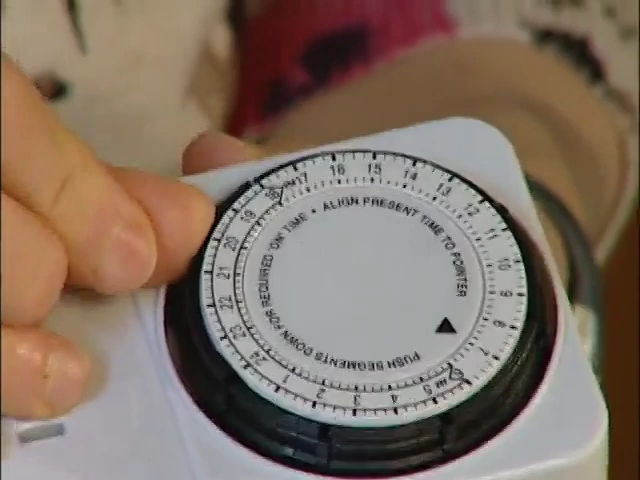 • ALIGN PRESENT TIME TO POINTER
PUSH SEGMENTS DOWN FOR REQUIRED 'ON' TIME
1 2 3 4 5 6 7 8 9 10 11 12 13 14 15 16 17 18 19 20 21 22 23 24